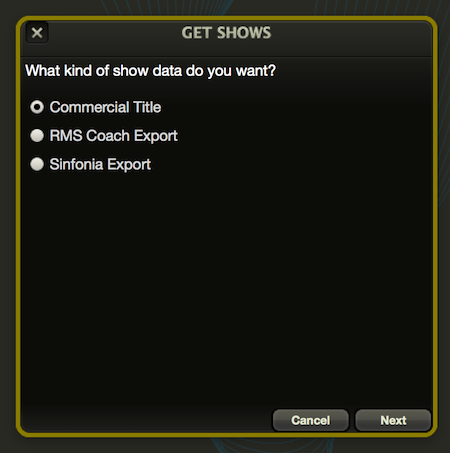 GET SHOWS
What kind of show data do you want?
Commercial Title
RMS Coach Export
Sinfonia Export
Cancel
Next